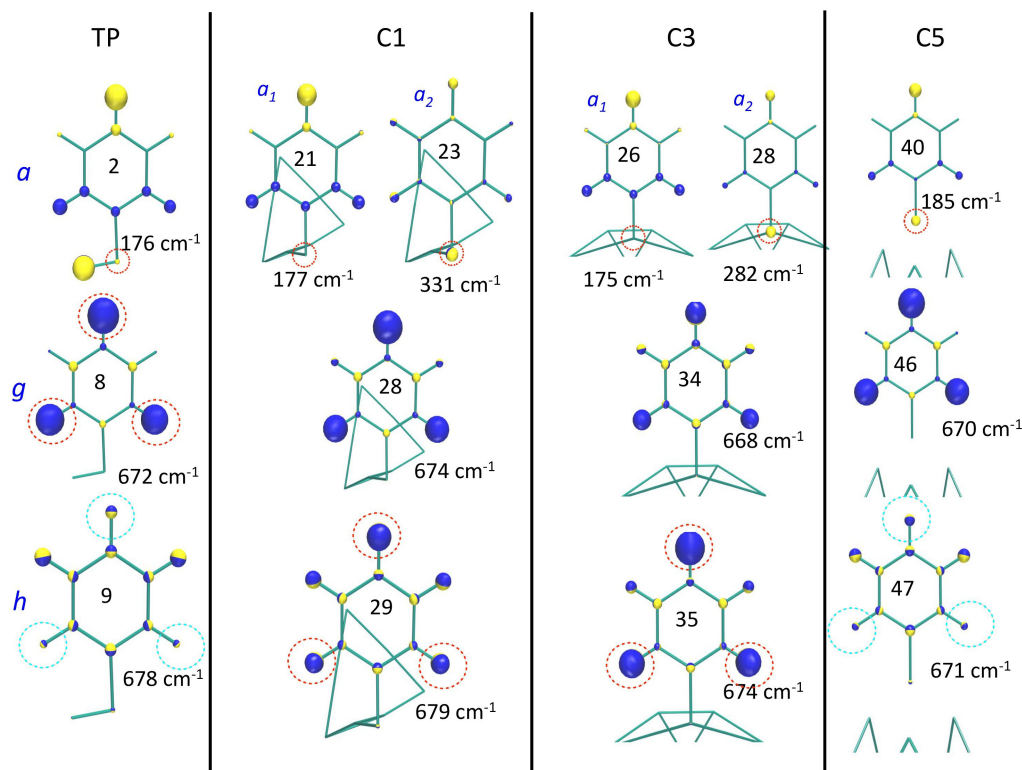 TP C1 C3 C5
a₁ a₂ a₁ a₂
a 2 21 23 26 28 40
176 cm⁻¹ 177 cm⁻¹ 331 cm⁻¹ 175 cm⁻¹ 282 cm⁻¹ 185 cm⁻¹
g 8 28 34 46
672 cm⁻¹ 674 cm⁻¹ 668 cm⁻¹ 670 cm⁻¹
h 9 29 35 47
678 cm⁻¹ 679 cm⁻¹ 674 cm⁻¹ 671 cm⁻¹